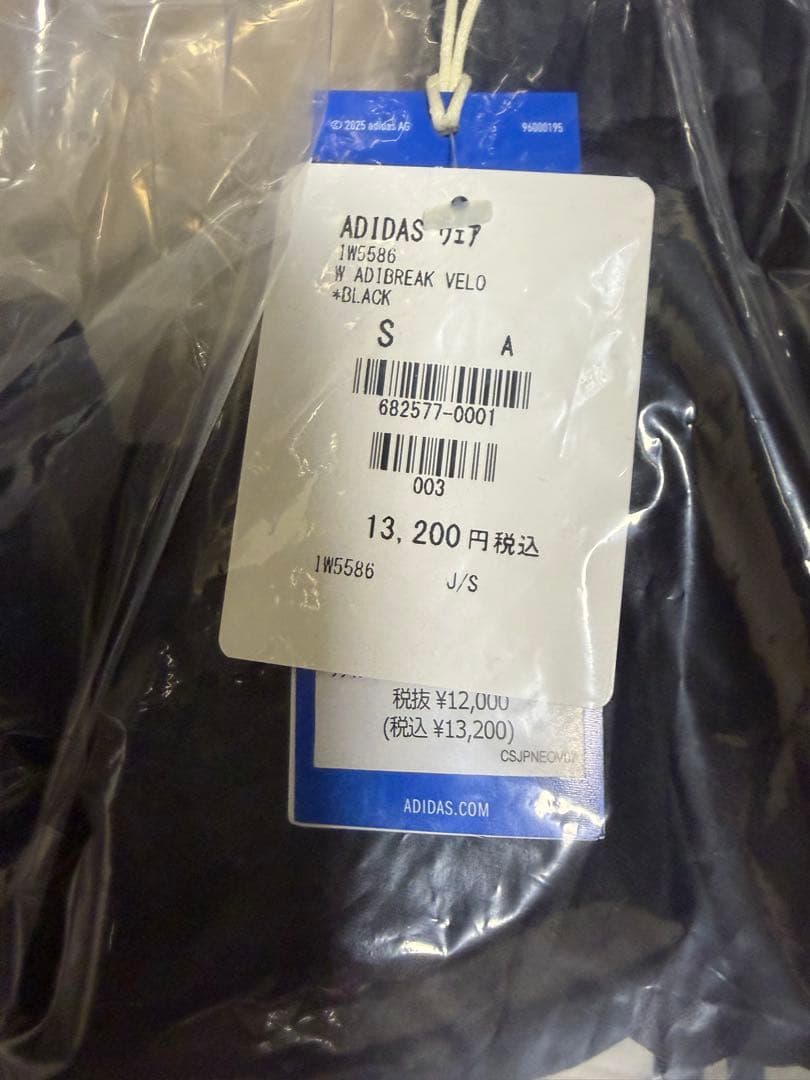 © 2025 adidas AG
96000195
ADIDAS ウェア
IW5586
W ADIBREAK VELO
*BLACK
S A
682577-0001
003
13,200円税込
IW5586 J/S
税抜 ¥12,000
(税込 ¥13,200)
ADIDAS.COM